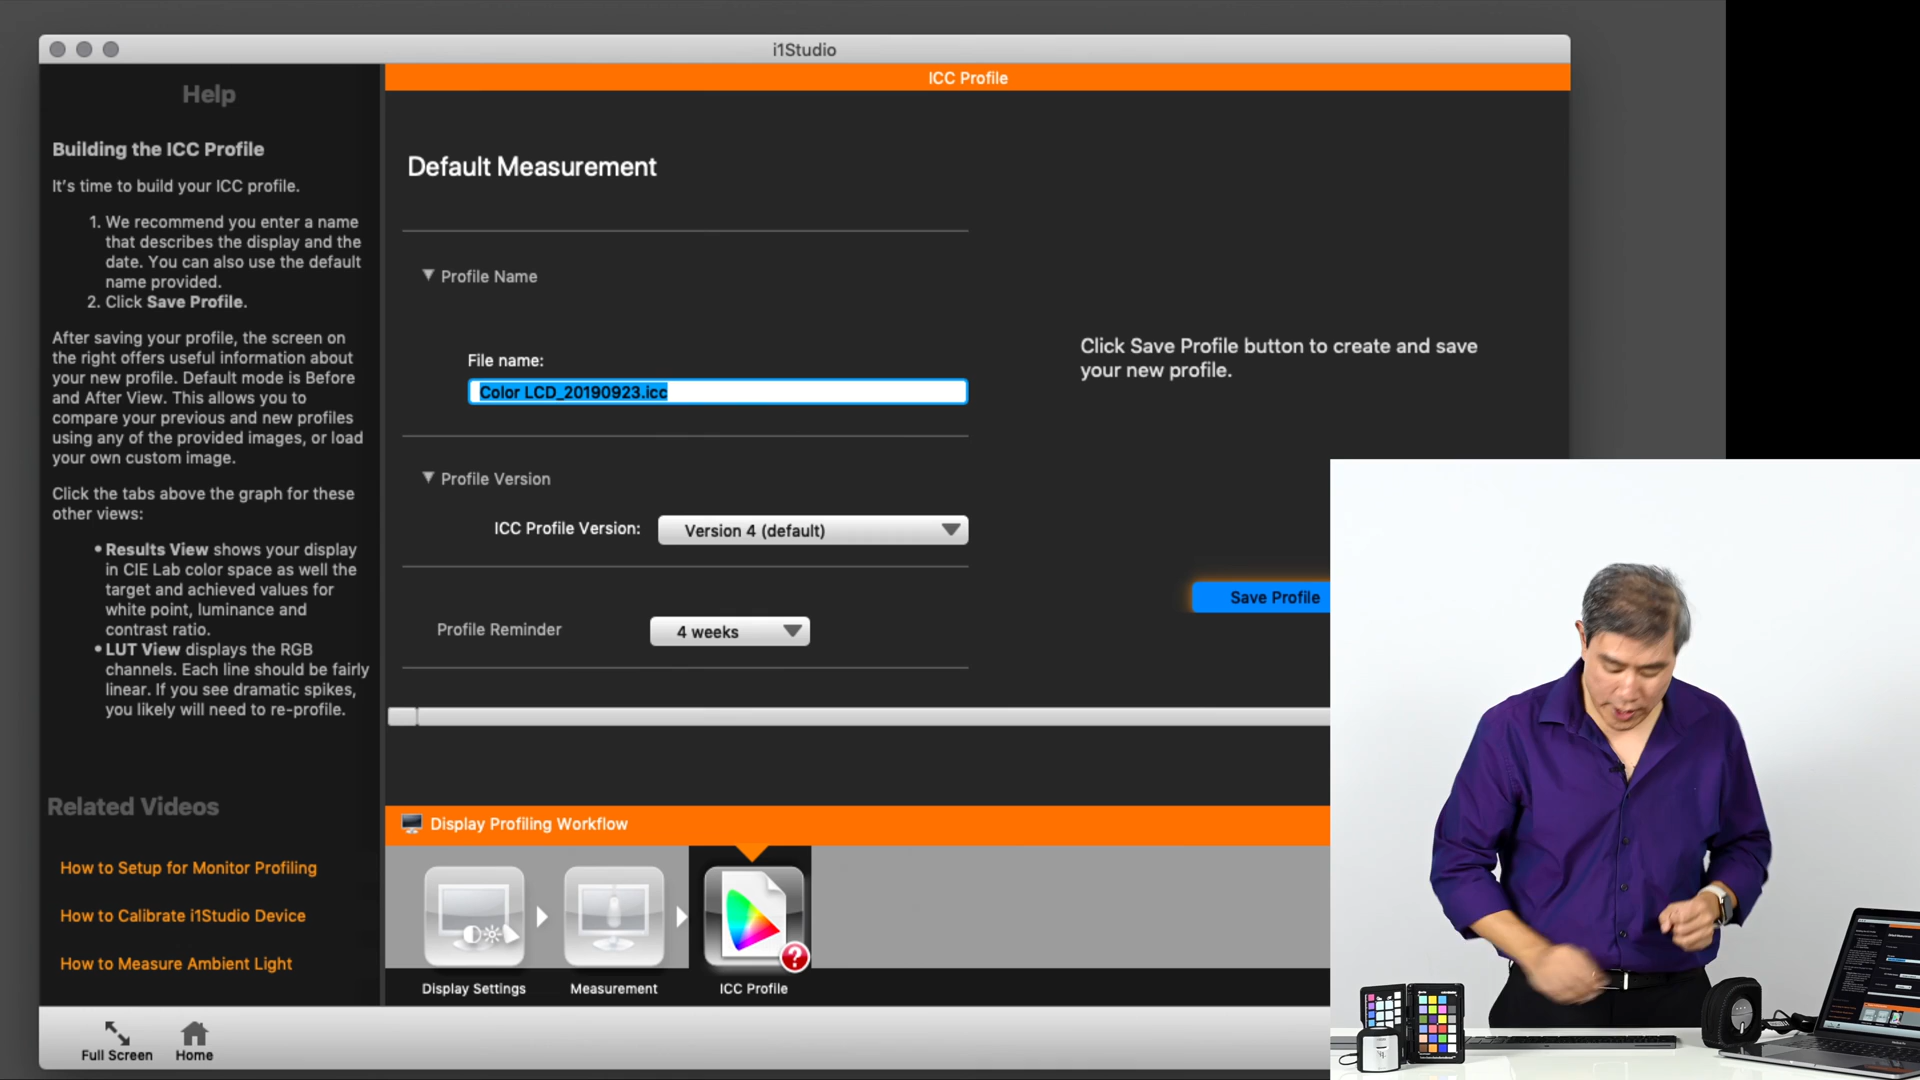 i1Studio
Help
Building the ICC Profile
It's time to build your ICC profile.
1. We recommend you enter a name
that describes the display and the
date. You can also use the default
name provided.
2. Click Save Profile.
After saving your profile, the screen on
the right offers useful information about
your new profile. Default mode is Before
and After View. This allows you to
compare your previous and new profiles
using any of the provided images, or load
your own custom image.
Click the tabs above the graph for these
other views:
• Results View shows your display
in CIE Lab color space as well the
target and achieved values for
white point, luminance and
contrast ratio.
• LUT View displays the RGB
channels. Each line should be fairly
linear. If you see dramatic spikes,
you likely will need to re-profile.
Related Videos
How to Setup for Monitor Profiling
How to Calibrate i1Studio Device
How to Measure Ambient Light
ICC Profile
Default Measurement
Profile Name
File name:
Color LCD_20190923.icc
Profile Version
ICC Profile Version: Version 4 (default)
Profile Reminder 4 weeks
Click Save Profile button to create and save
your new profile.
Save Profile
Display Profiling Workflow
?
Display Settings Measurement ICC Profile
Full Screen Home